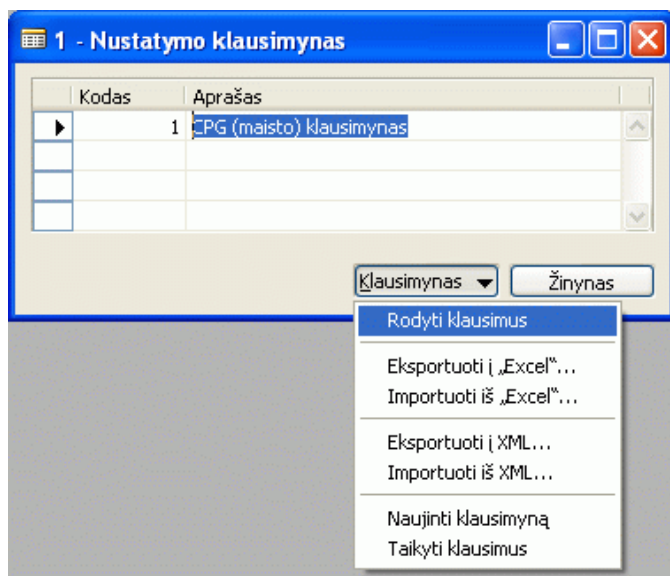 1 - Nustatymo klausimynas
Kodas Aprašas
1 CPG (maisto) klausimynas
Klausimynas Žinynas
Rodyti klausimus
Eksportuoti į „Excel“...
Importuoti iš „Excel“...
Eksportuoti į XML...
Importuoti iš XML...
Naujinti klausimyną
Taikyti klausimus